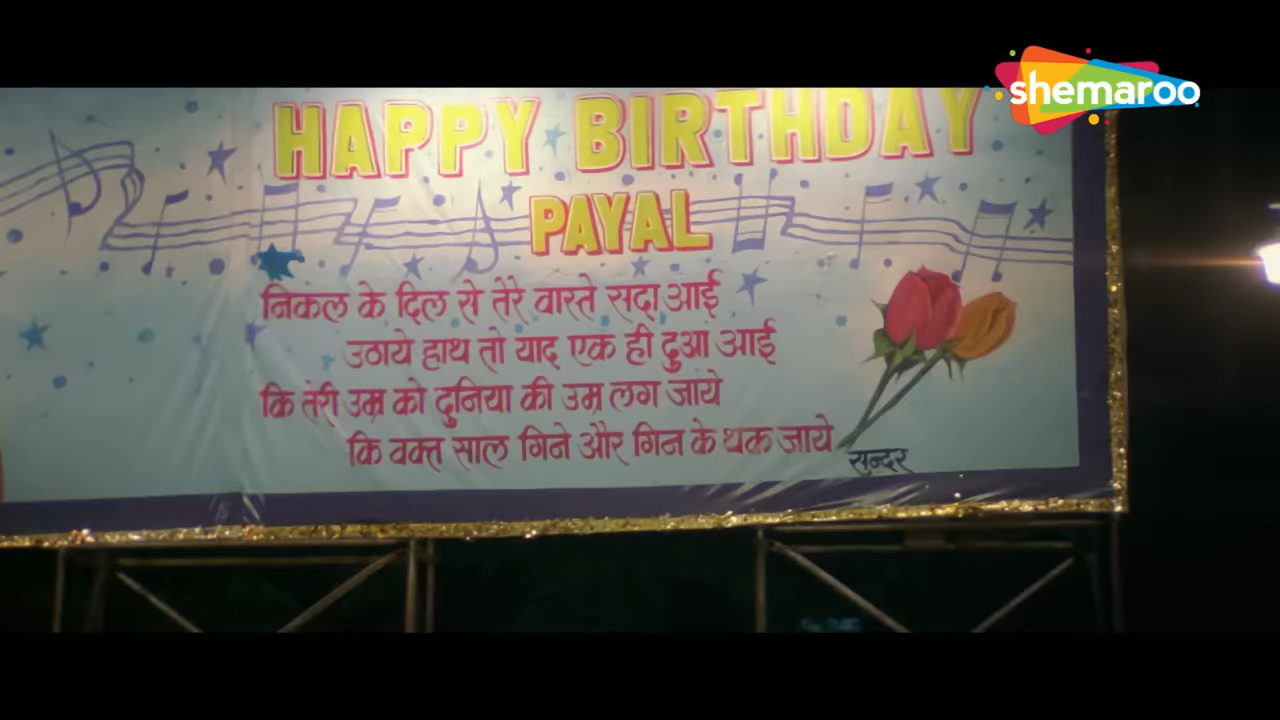 shemaroo
HAPPY BIRTHDAY
PAYAL
निकल के दिल से तेरे वास्ते सदा आई
उठाये हाथ तो याद एक ही दुआ आई
कि तेरी उम्र को दुनिया की उम्र लग जाये
कि वक्त साल गिने और गिन के थक जाये
सुन्दर